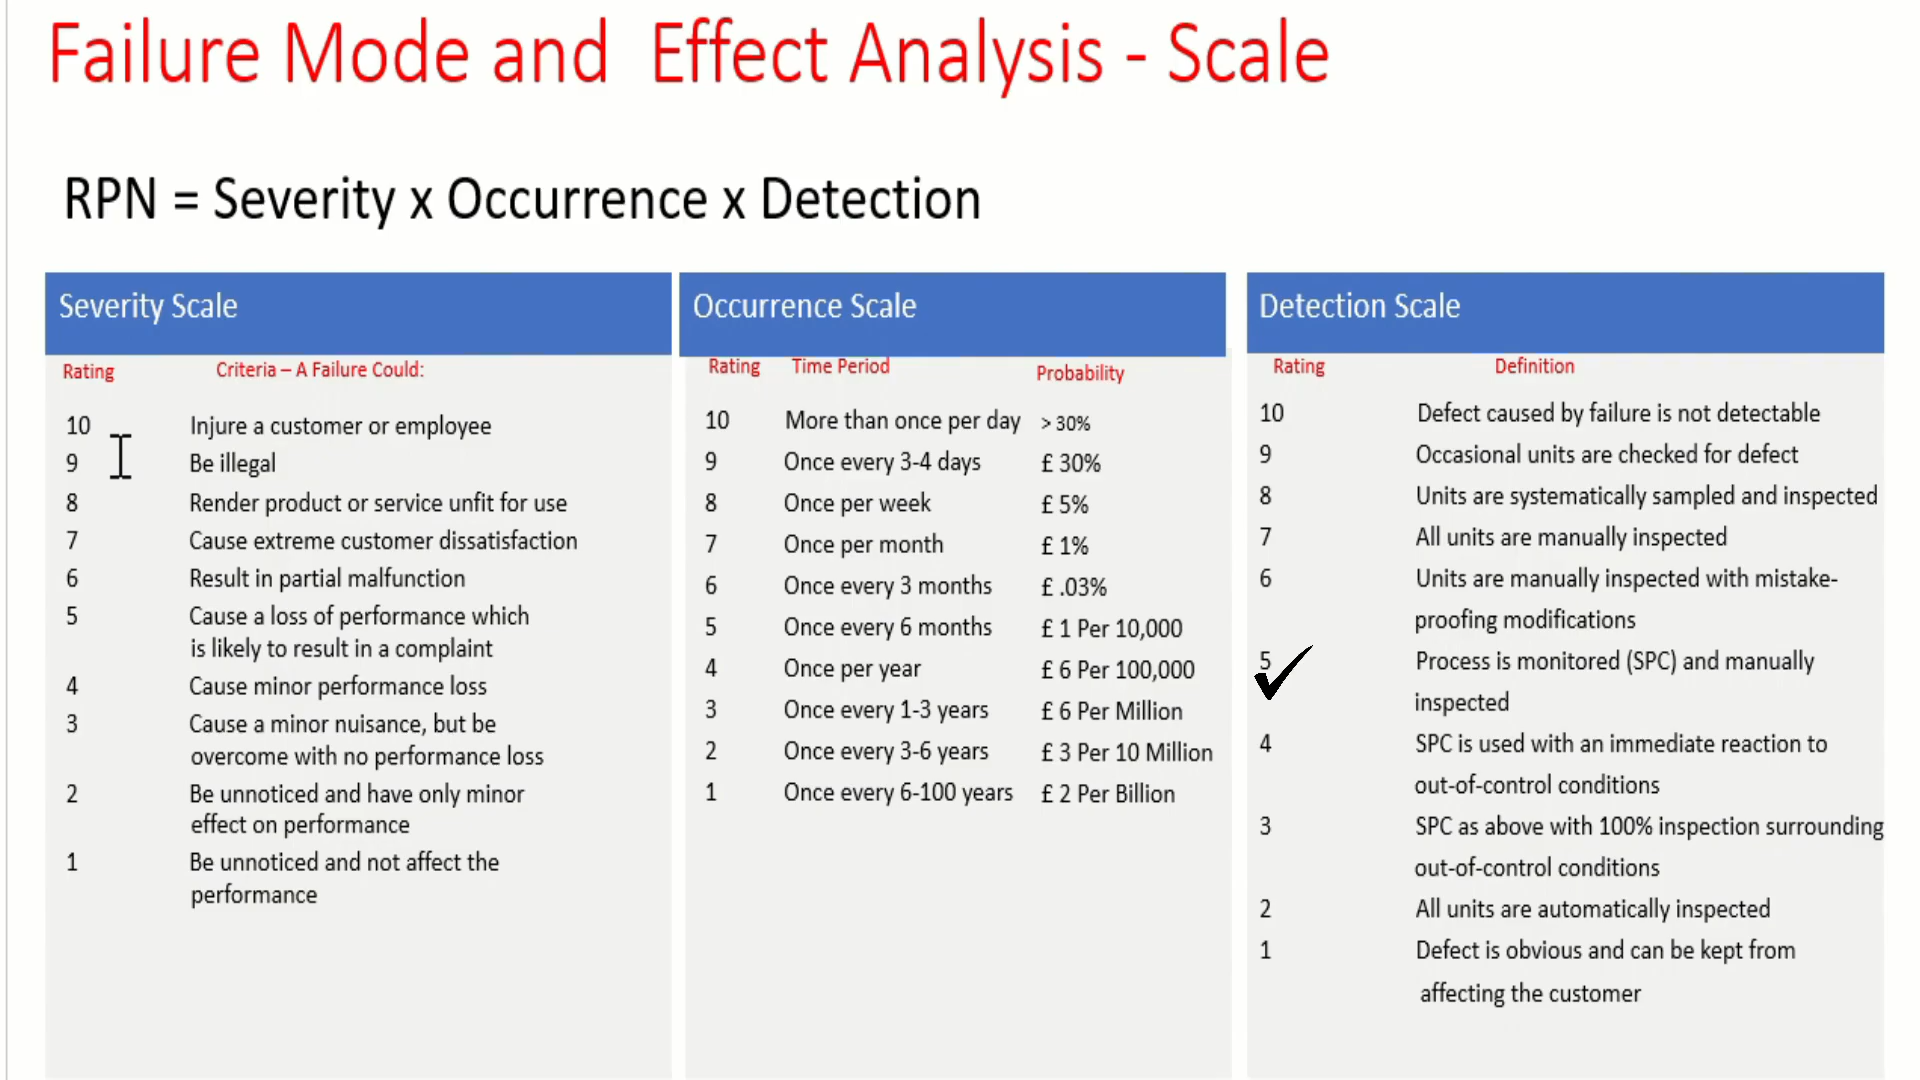 Failure Mode and Effect Analysis - Scale
RPN = Severity x Occurrence x Detection
Severity Scale
Rating Criteria – A Failure Could:
10 Injure a customer or employee
9 Be illegal
8 Render product or service unfit for use
7 Cause extreme customer dissatisfaction
6 Result in partial malfunction
5 Cause a loss of performance which
is likely to result in a complaint
4 Cause minor performance loss
3 Cause a minor nuisance, but be
overcome with no performance loss
2 Be unnoticed and have only minor
effect on performance
1 Be unnoticed and not affect the
performance
Occurrence Scale
Rating Time Period Probability
10 More than once per day > 30%
9 Once every 3-4 days £ 30%
8 Once per week £ 5%
7 Once per month £ 1%
6 Once every 3 months £ .03%
5 Once every 6 months £ 1 Per 10,000
4 Once per year £ 6 Per 100,000
3 Once every 1-3 years £ 6 Per Million
2 Once every 3-6 years £ 3 Per 10 Million
1 Once every 6-100 years £ 2 Per Billion
Detection Scale
Rating Definition
10 Defect caused by failure is not detectable
9 Occasional units are checked for defect
8 Units are systematically sampled and inspected
7 All units are manually inspected
6 Units are manually inspected with mistake-
proofing modifications
5 Process is monitored (SPC) and manually
inspected
4 SPC is used with an immediate reaction to
out-of-control conditions
3 SPC as above with 100% inspection surrounding
out-of-control conditions
2 All units are automatically inspected
1 Defect is obvious and can be kept from
affecting the customer